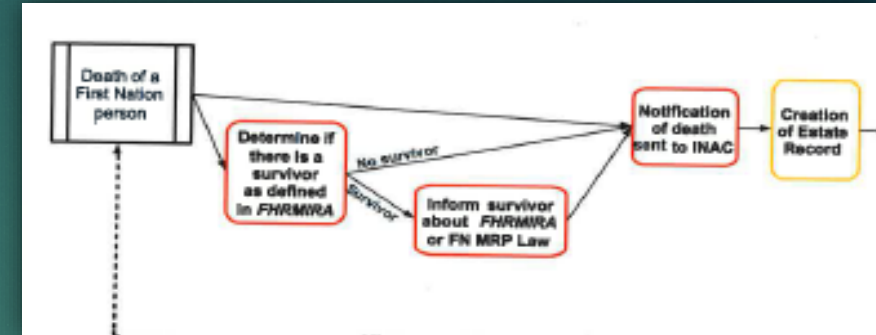 Death of a
First Nation
person
Determine if
there is a
survivor
as defined
in FHRMIRA
No survivor
Survivor
Inform survivor
about FHRMIRA
or FN MRP Law
Notification
of death
sent to INAC
Creation
of Estate
Record